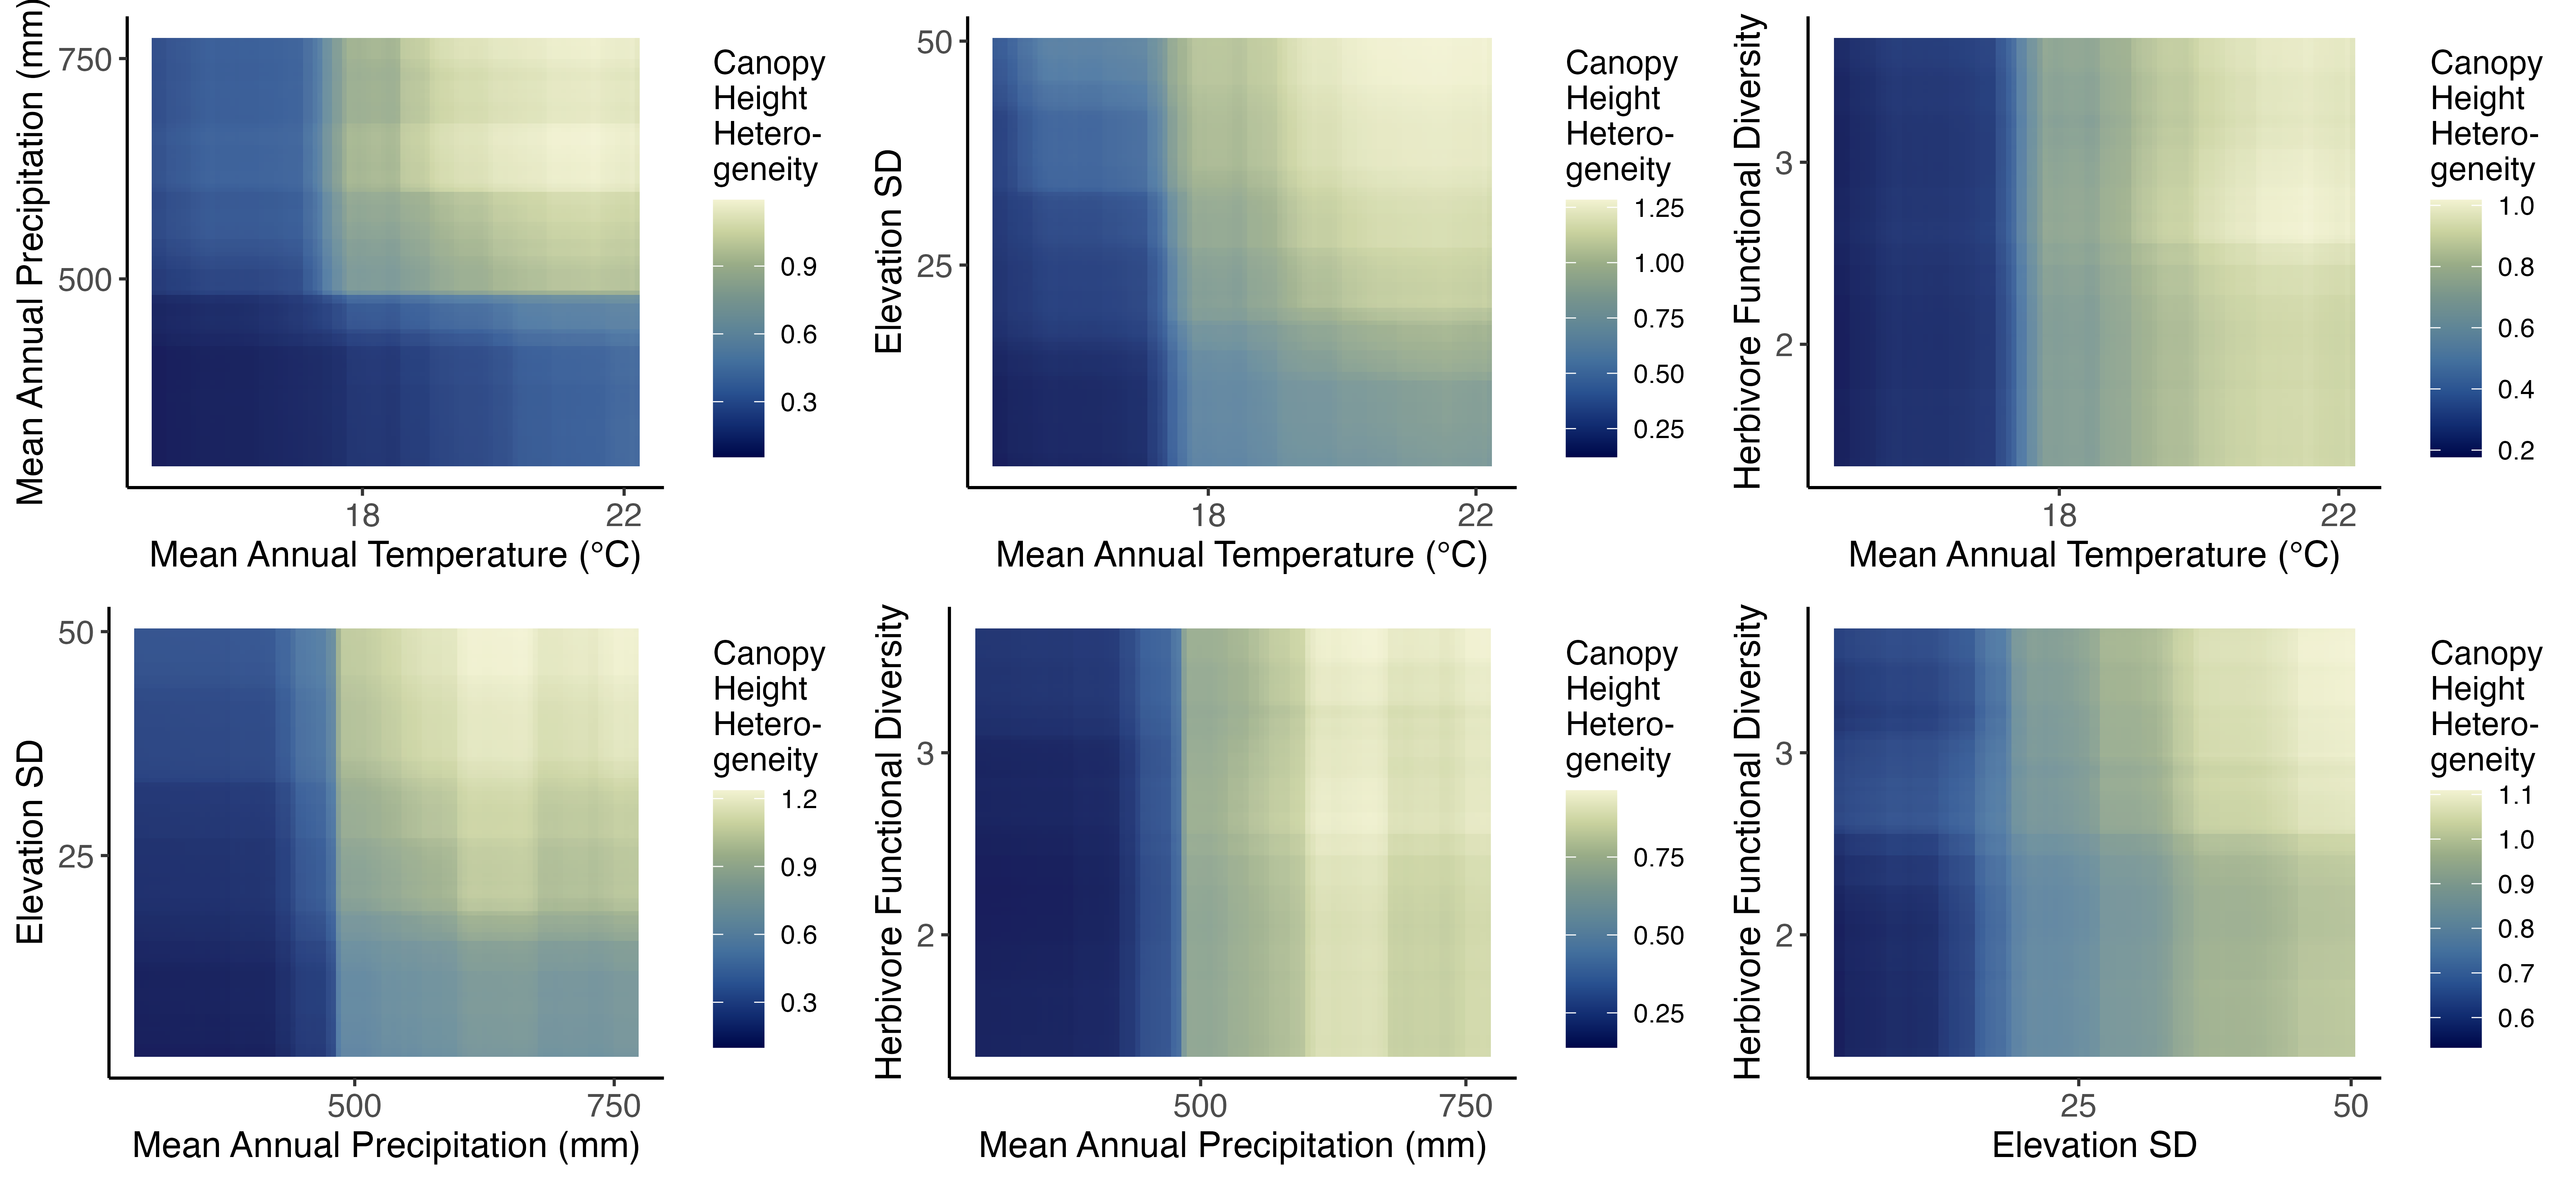 Mean Annual Precipitation (mm)
750
500
18
22
Mean Annual Temperature (°C)
Canopy
Height
Hetero-
geneity
0.9
0.6
0.3
Elevation SD
50
25
18
22
Mean Annual Temperature (°C)
Canopy
Height
Hetero-
geneity
1.25
1.00
0.75
0.50
0.25
Herbivore Functional Diversity
3
2
18
22
Mean Annual Temperature (°C)
Canopy
Height
Hetero-
geneity
1.0
0.8
0.6
0.4
0.2
Elevation SD
50
25
500
750
Mean Annual Precipitation (mm)
Canopy
Height
Hetero-
geneity
1.2
0.9
0.6
0.3
Herbivore Functional Diversity
3
2
500
750
Mean Annual Precipitation (mm)
Canopy
Height
Hetero-
geneity
0.75
0.50
0.25
Herbivore Functional Diversity
3
2
25
50
Elevation SD
Canopy
Height
Hetero-
geneity
1.1
1.0
0.9
0.8
0.7
0.6